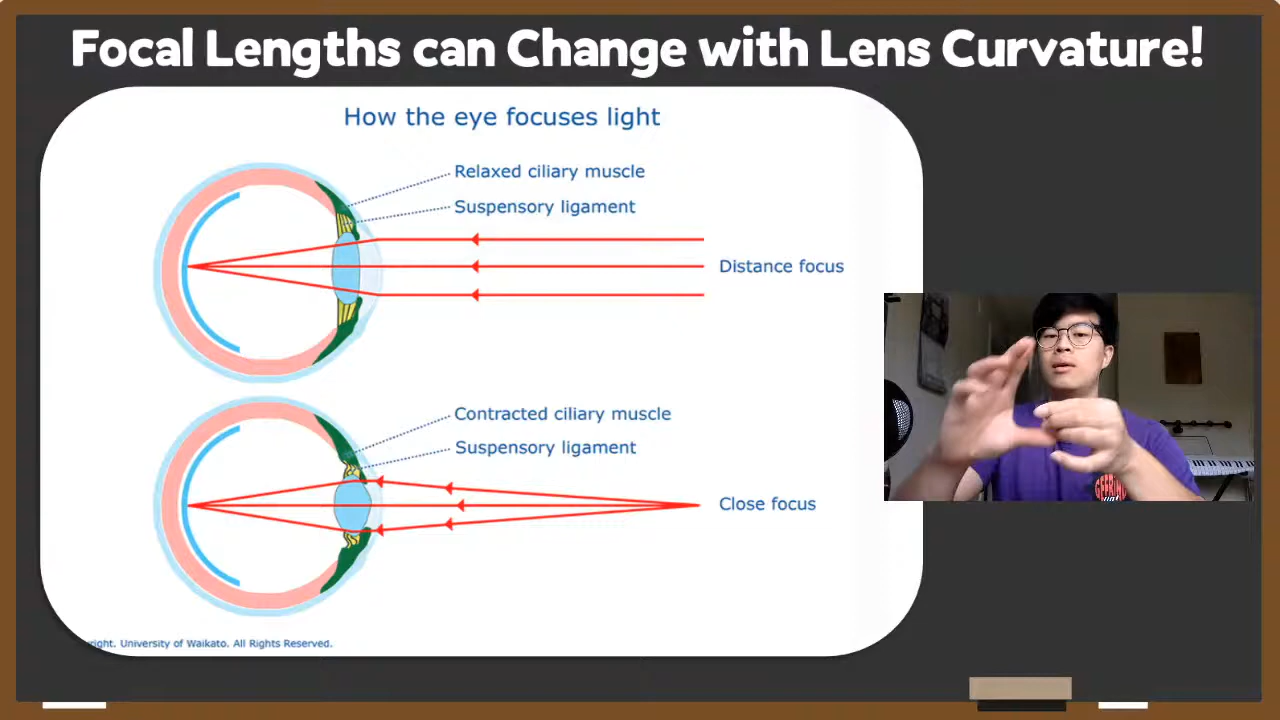 Focal Lengths can Change with Lens Curvature!
How the eye focuses light
Relaxed ciliary muscle
Suspensory ligament
Distance focus
Contracted ciliary muscle
Suspensory ligament
Close focus
University of Waikato. All Rights Reserved.